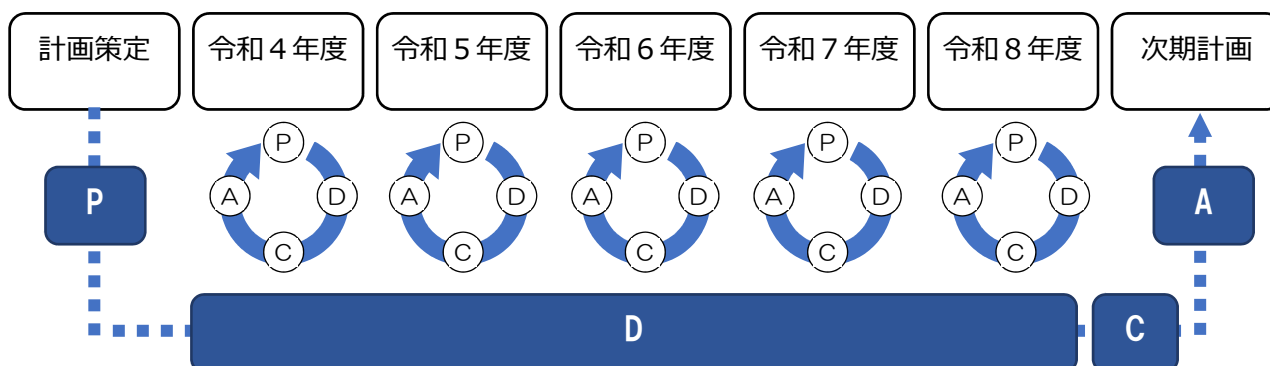 計画策定 令和４年度 令和５年度 令和６年度 令和７年度 令和８年度 次期計画
P P P P P
P A D A D A D A D A D A
C C C C C
D C